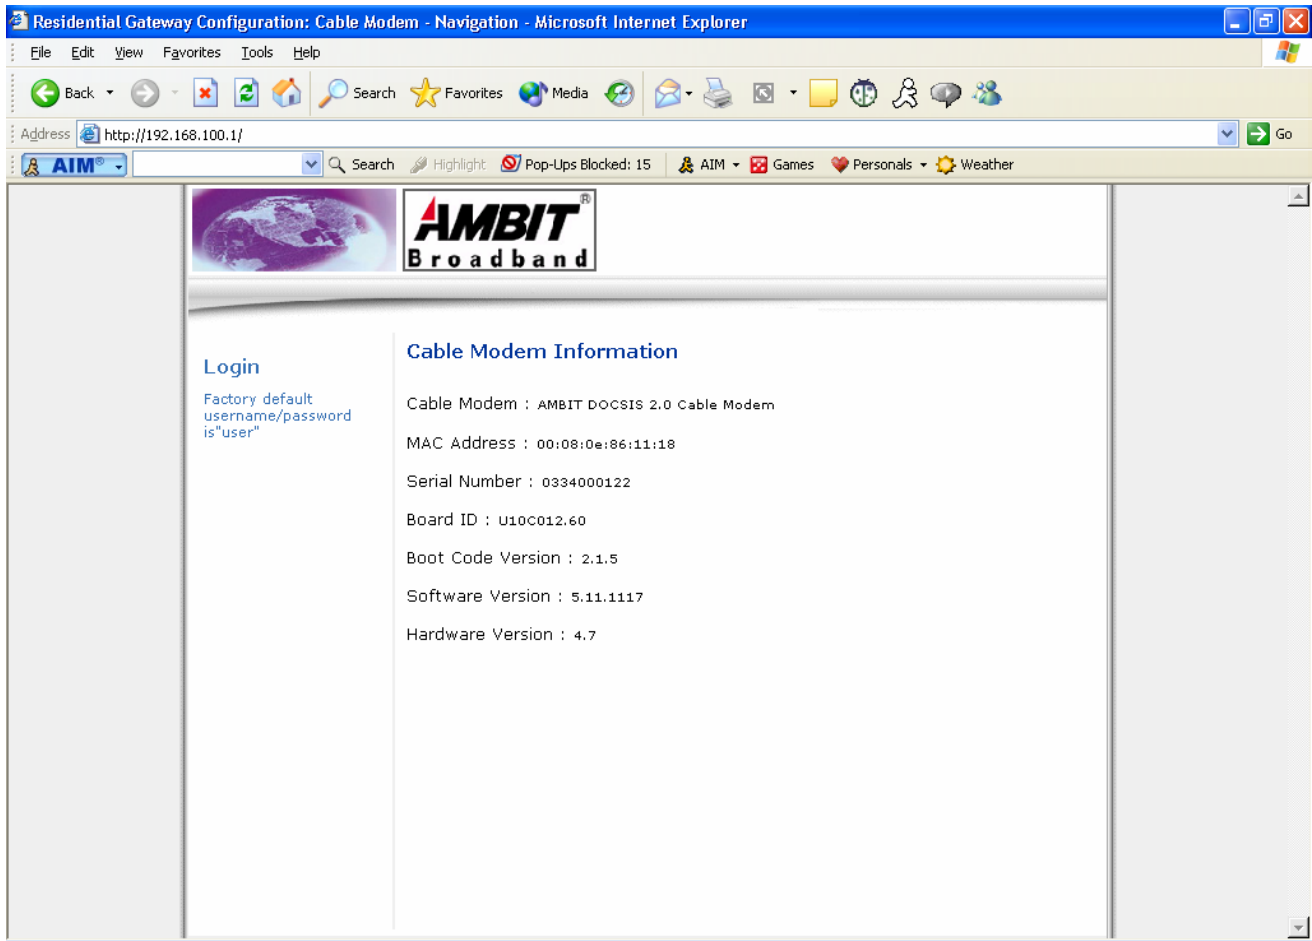 Residential Gateway Configuration: Cable Modem - Navigation - Microsoft Internet Explorer
File Edit View Favorites Tools Help
Back Search Favorites Media
Address http://192.168.100.1/ Go
AIM® Search Highlight Pop-Ups Blocked: 15 AIM Games Personals Weather
AMBIT®
Broadband
Login
Factory default
username/password
is"user"
Cable Modem Information
Cable Modem : AMBIT DOCSIS 2.0 Cable Modem
MAC Address : 00:08:0e:86:11:18
Serial Number : 0334000122
Board ID : U10C012.60
Boot Code Version : 2.1.5
Software Version : 5.11.1117
Hardware Version : 4.7